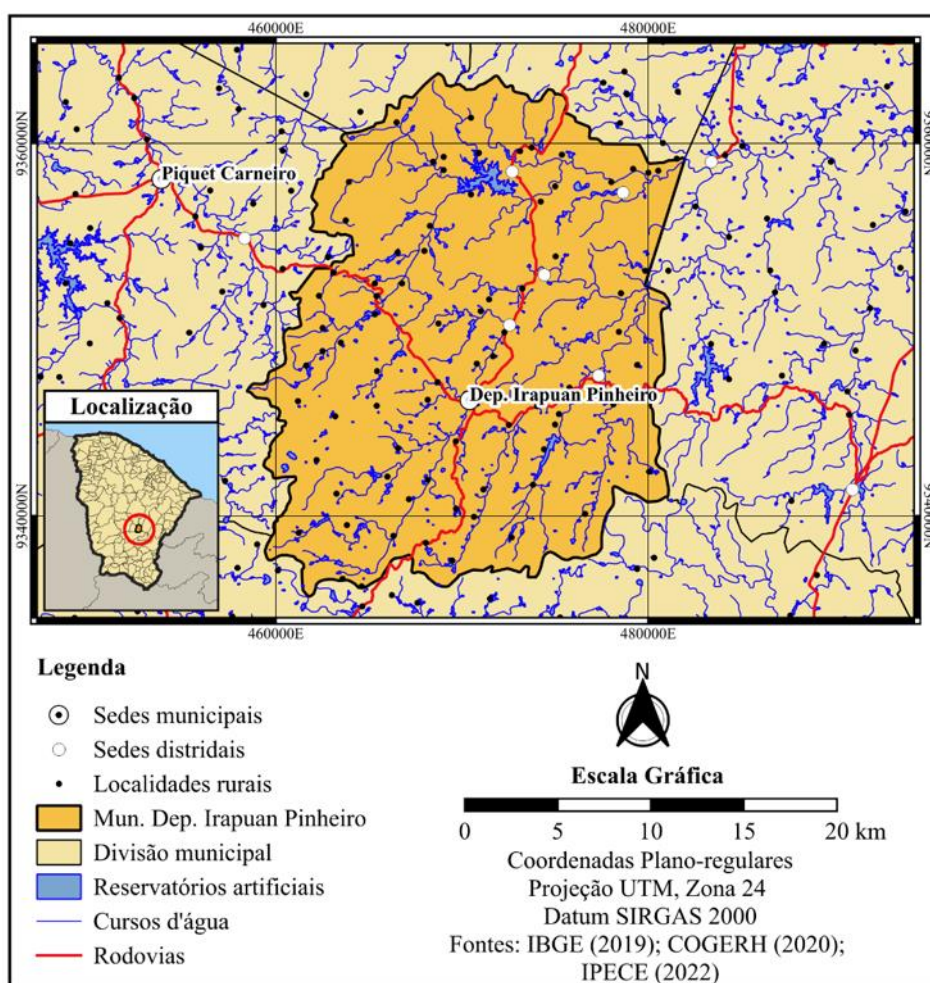 460000E
480000E
9360000N
9360000N
Piquet Carneiro
Dep. Irapuan Pinheiro
Localização
9340000N
9340000N
460000E
480000E
Legenda
Sedes municipais
Sedes distridais
Localidades rurais
Mun. Dep. Irapuan Pinheiro
Divisão municipal
Reservatórios artificiais
Cursos d'água
Rodovias
N
Escala Gráfica
0 5 10 15 20 km
Coordenadas Plano-regulares
Projeção UTM, Zona 24
Datum SIRGAS 2000
Fontes: IBGE (2019); COGERH (2020);
IPECE (2022)